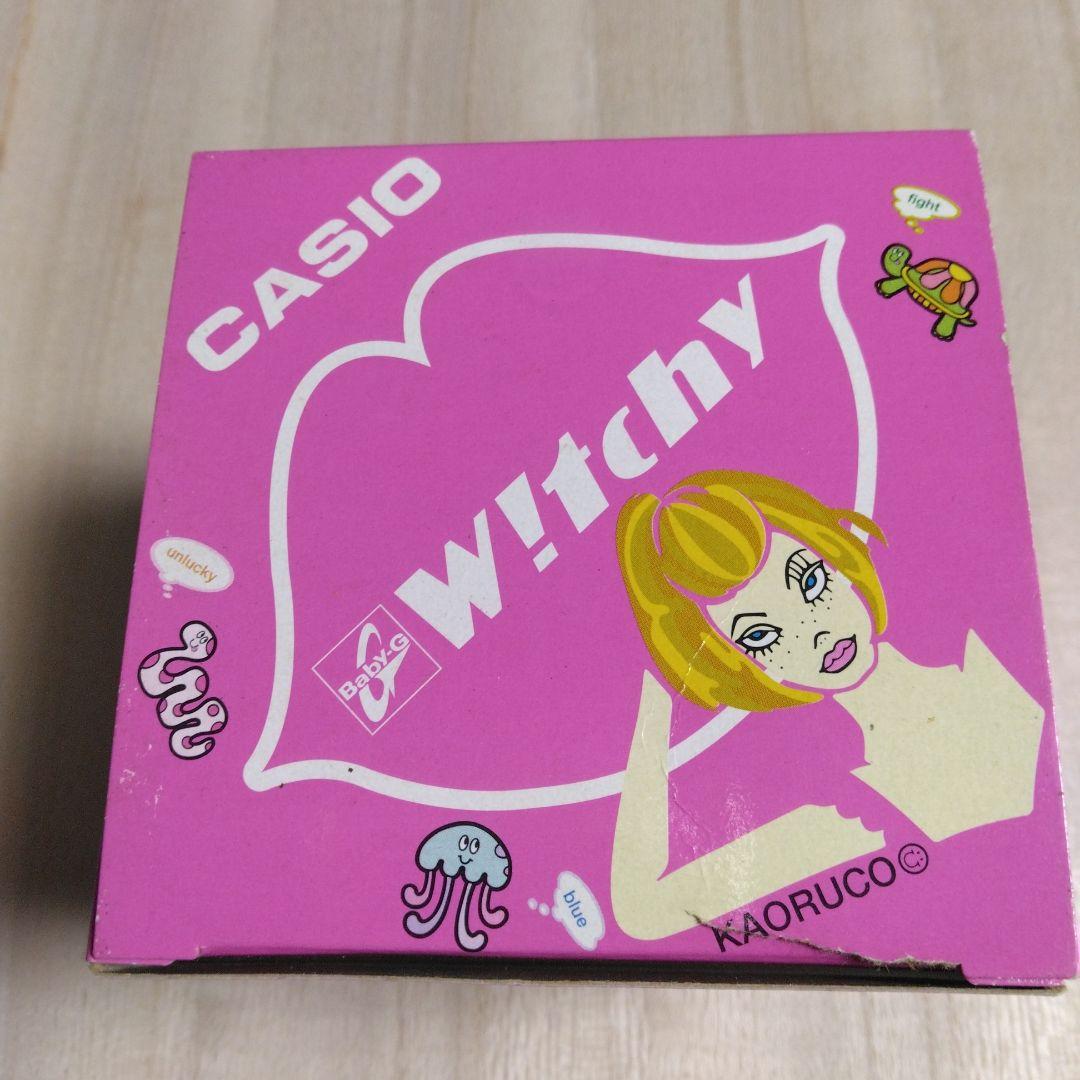 CASIO
fight
W!tchy
unlucky
Baby-G
blue
KAORUCO